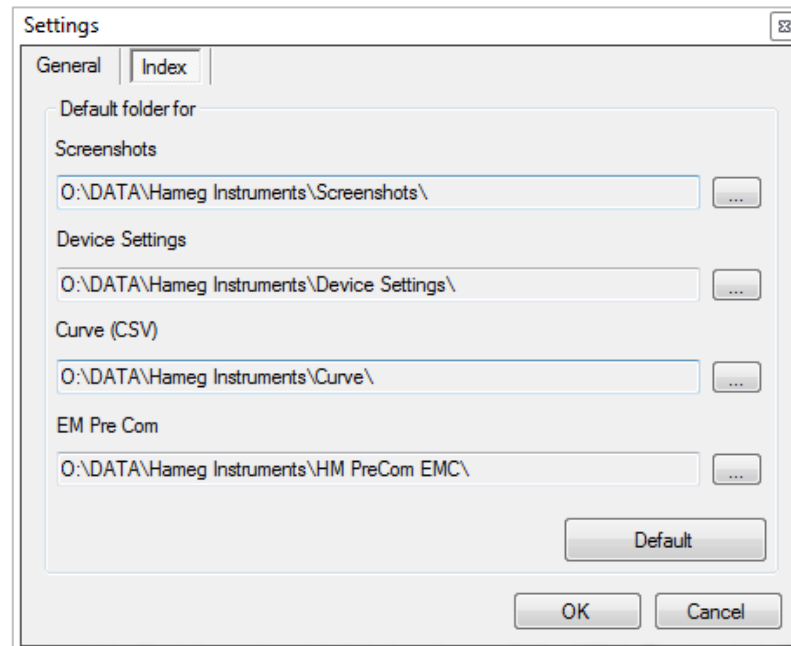 Settings
General
Index
Default folder for
Screenshots
O:\DATA\Hameg Instruments\Screenshots\
...
Device Settings
O:\DATA\Hameg Instruments\Device Settings\
...
Curve (CSV)
O:\DATA\Hameg Instruments\Curve\
...
EM Pre Com
O:\DATA\Hameg Instruments\HM PreCom EMC\
...
Default
OK
Cancel